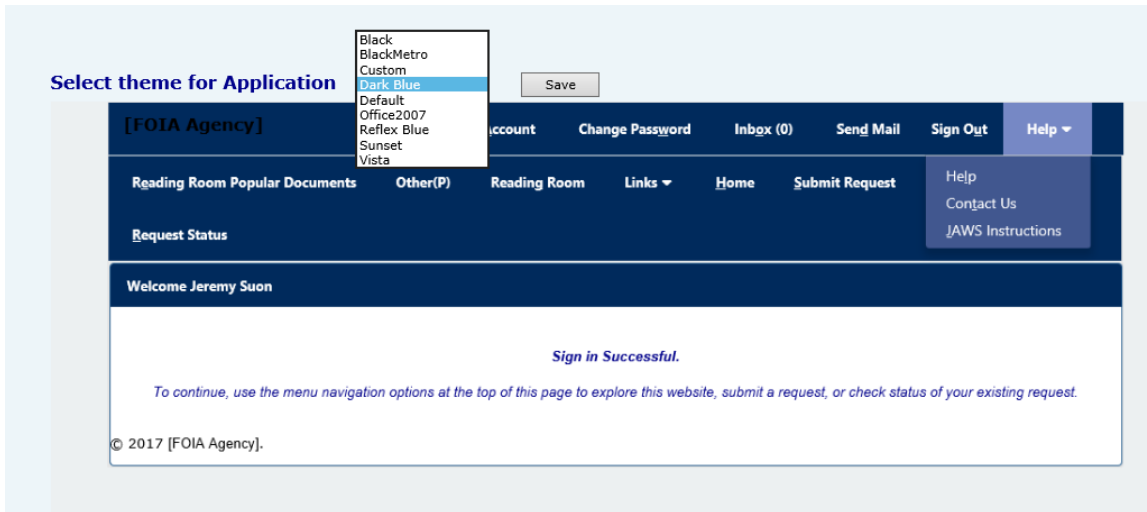 Black
BlackMetro
Custom
Select theme for Application Dark Blue Save
Default
Office2007
Reflex Blue
Sunset
Vista
[FOIA Agency] Account Change Password Inbox (0) Send Mail Sign Out Help
Reading Room Popular Documents Other(P) Reading Room Links Home Submit Request
Help
Contact Us
JAWS Instructions
Request Status
Welcome Jeremy Suon
Sign in Successful.
To continue, use the menu navigation options at the top of this page to explore this website, submit a request, or check status of your existing request.
© 2017 [FOIA Agency].